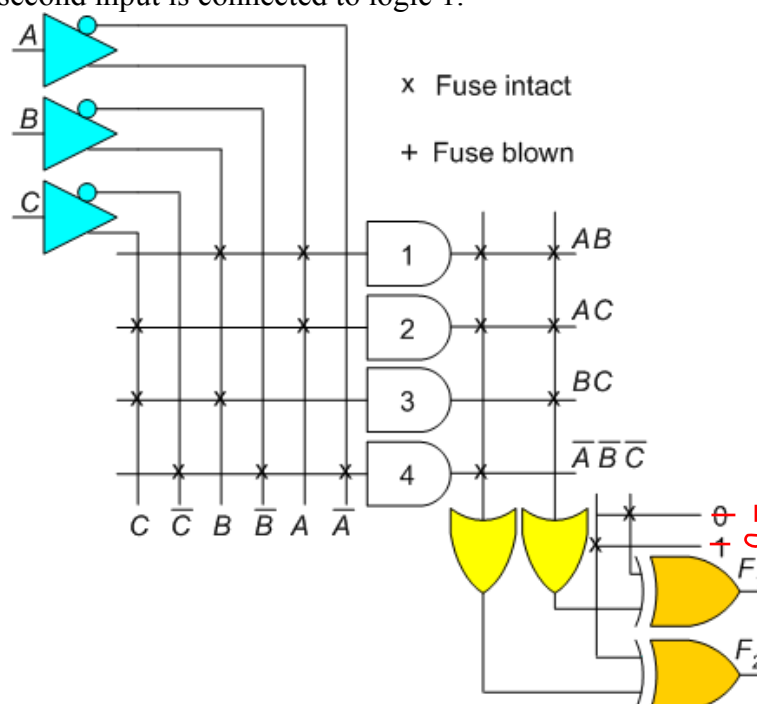 second input is connected to logic 1.
A
x Fuse intact
B
+ Fuse blown
C
1 AB
2 AC
3 BC
4 A̅ B̅ C̅
C C̅ B B̅ A A̅
0
1
F
F₂